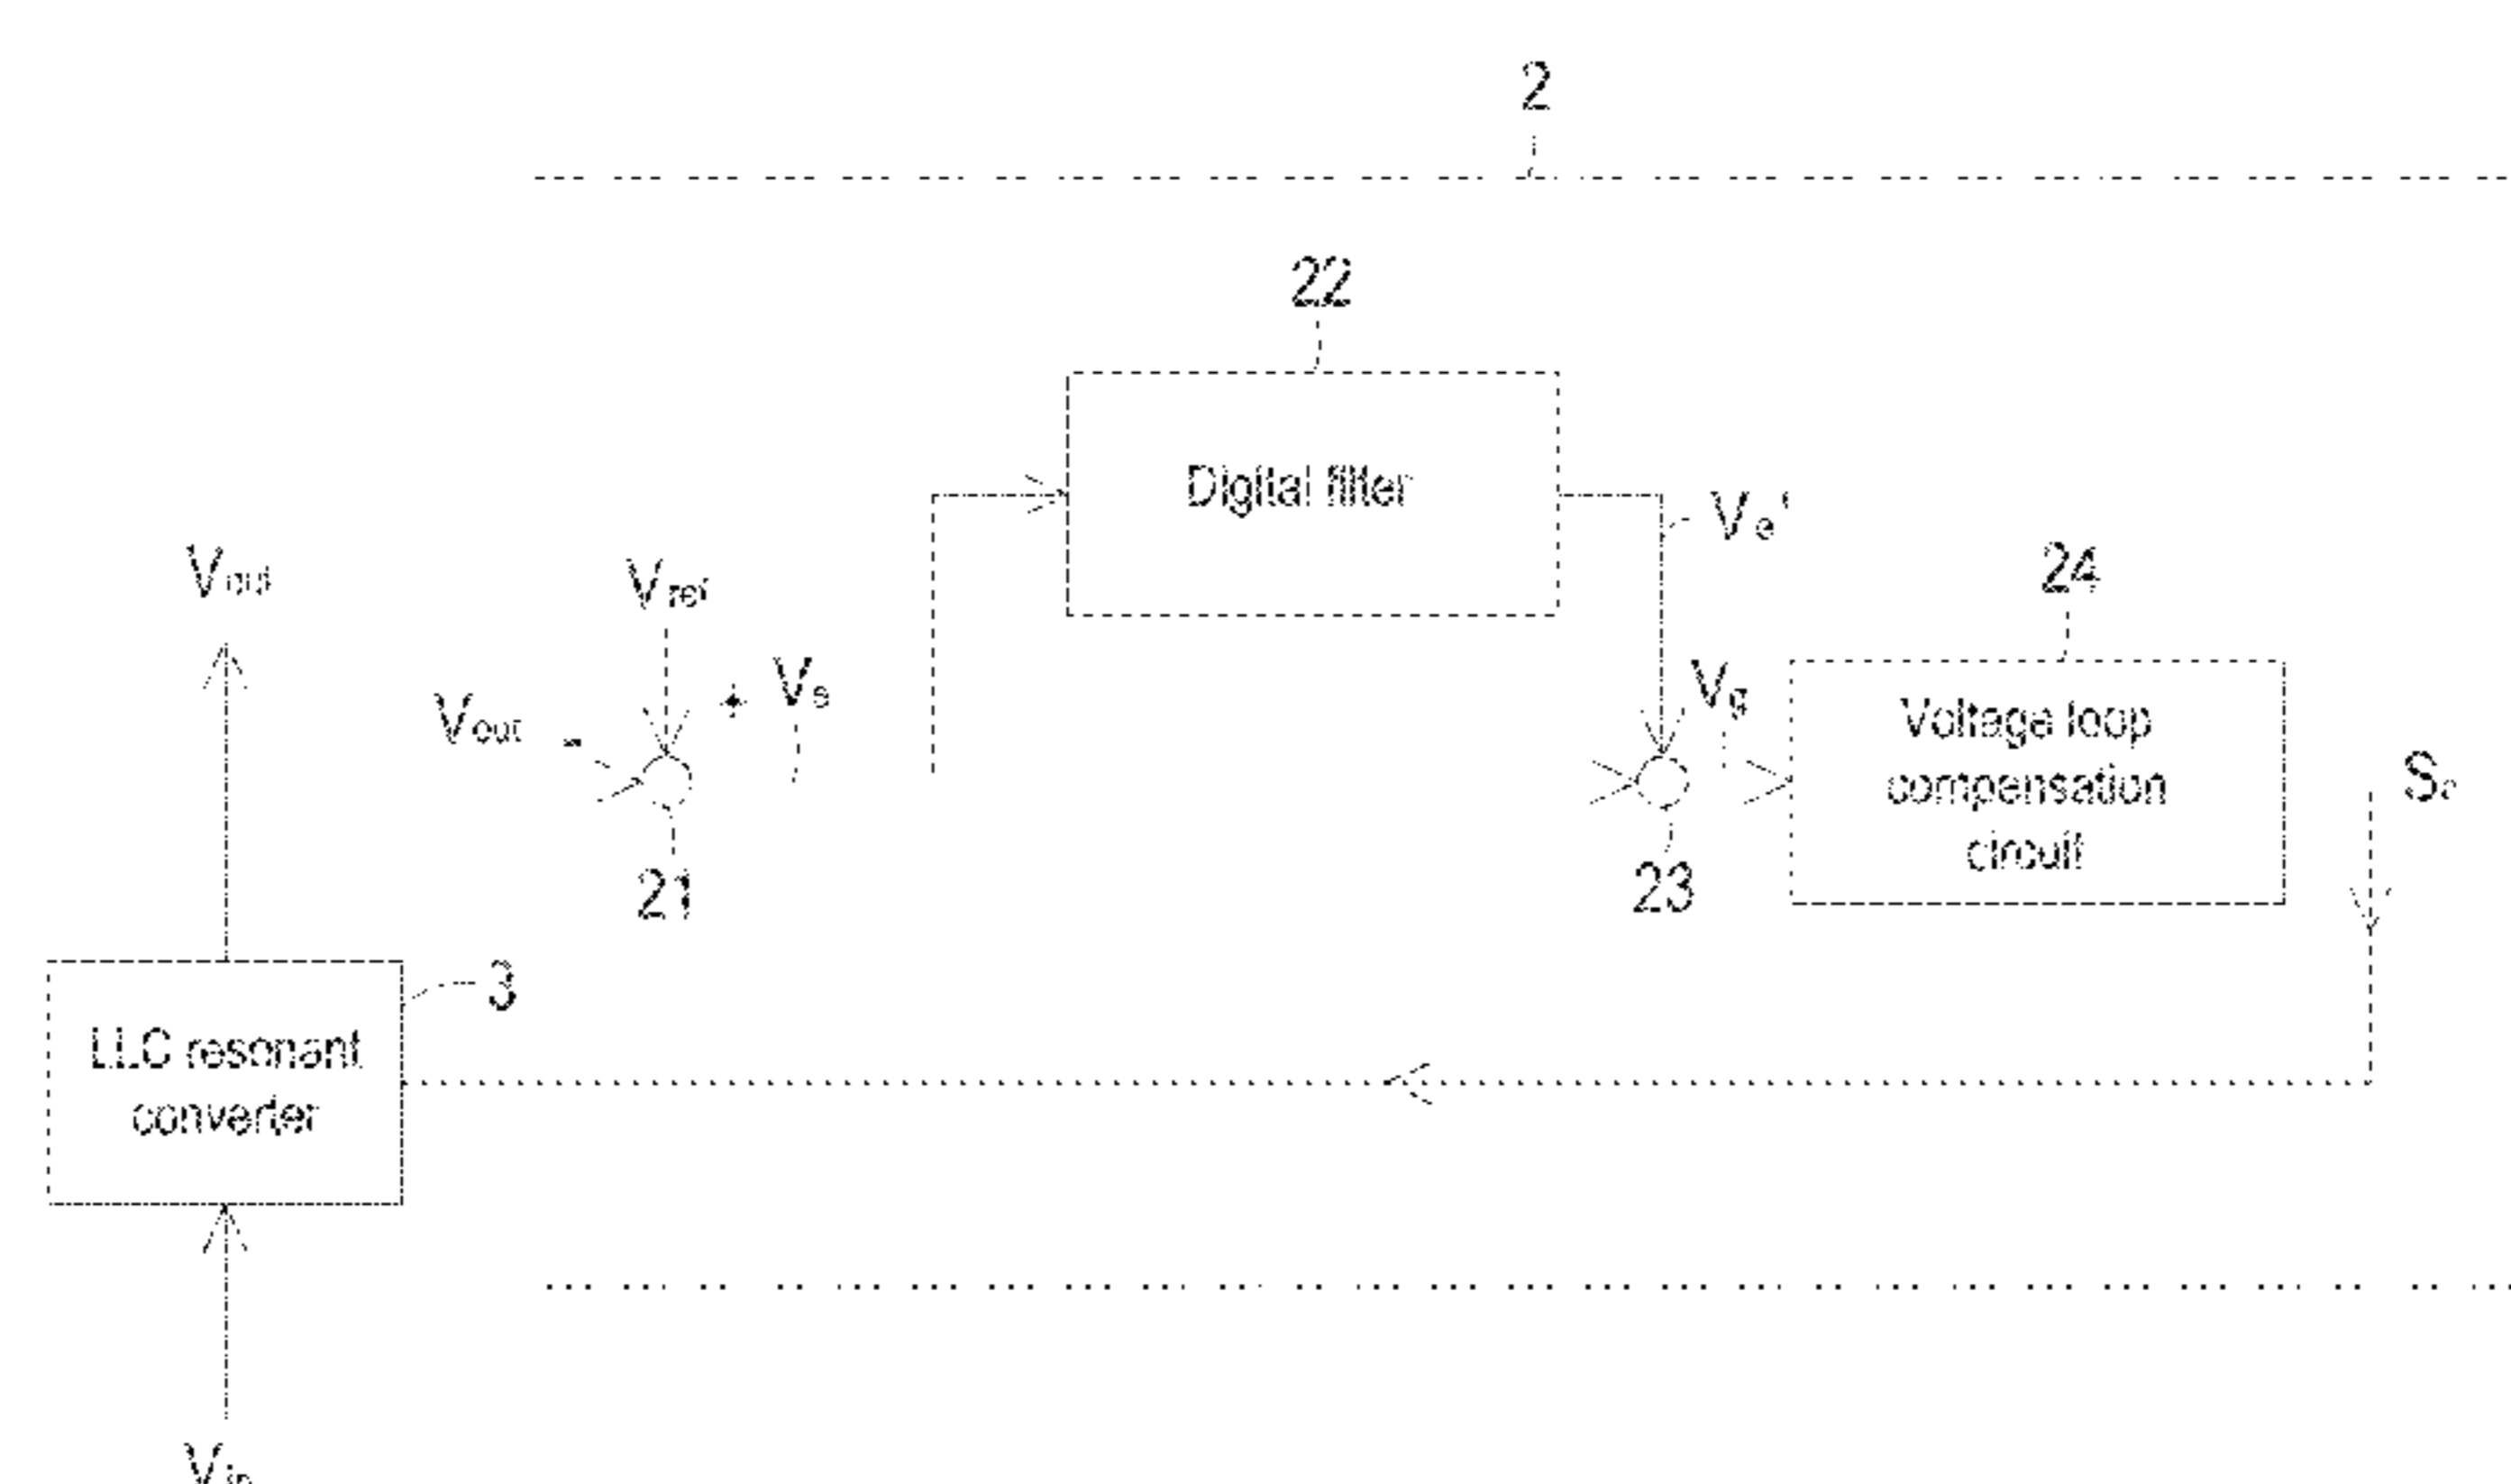 2
22
Digital filter
Ve'
Vout
Vref
24
+
Vout
-
Vg
Voltage loop
compensation
circuit
21
23
3
LLC resonant
converter
Vin